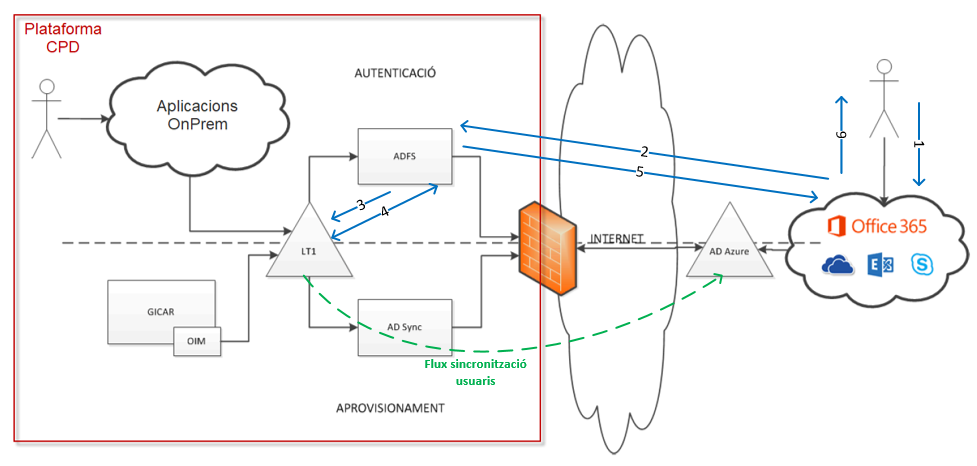 Plataforma
CPD
AUTENTICACIÓ
Aplicacions
OnPrem
ADFS
2
5
6
1
3
4
LT1
INTERNET
AD Azure
Office 365
GICAR
OIM
AD Sync
Flux sincronització
usuaris
APROVISIONAMENT